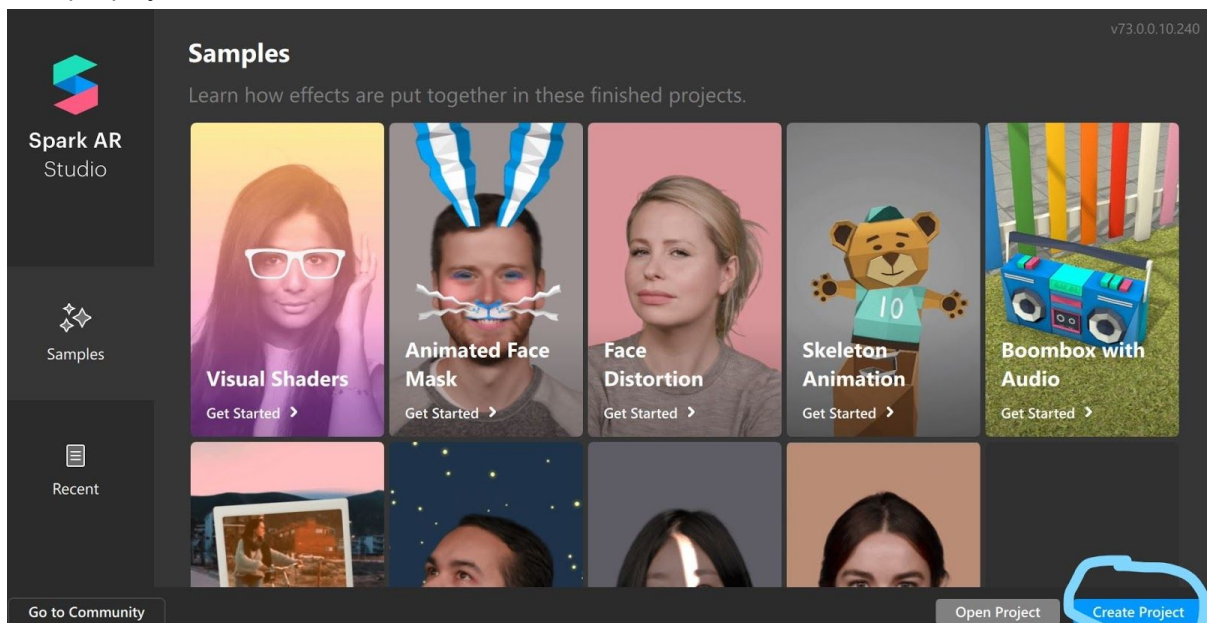 v73.0.0.10.240
Spark AR
Studio
Samples
Recent
Samples
Learn how effects are put together in these finished projects.
Visual Shaders
Get Started >
Animated Face
Mask
Get Started >
Face
Distortion
Get Started >
Skeleton
Animation
Get Started >
10
Boombox with
Audio
Get Started >
Go to Community
Open Project
Create Project